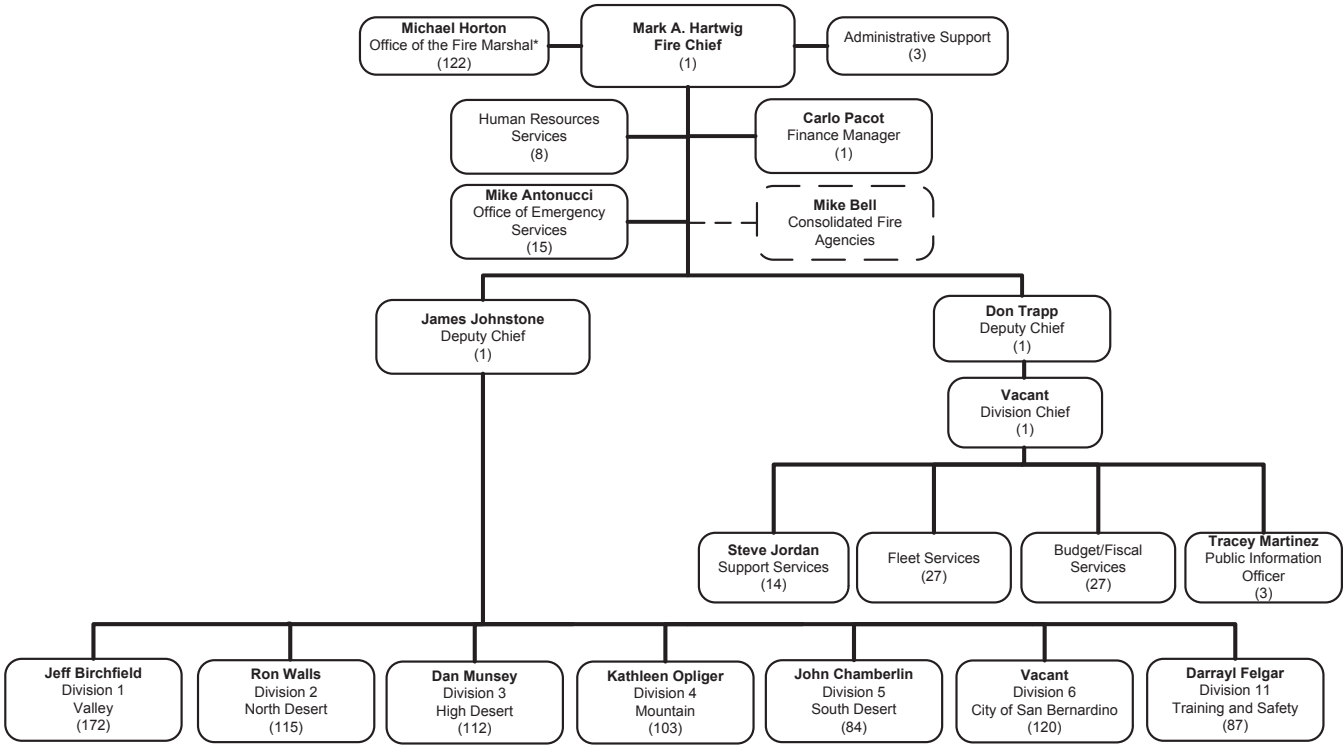 Michael Horton
Office of the Fire Marshal*
(122)
Mark A. Hartwig
Fire Chief
(1)
Administrative Support
(3)
Human Resources
Services
(8)
Carlo Pacot
Finance Manager
(1)
Mike Antonucci
Office of Emergency
Services
(15)
Mike Bell
Consolidated Fire
Agencies
James Johnstone
Deputy Chief
(1)
Don Trapp
Deputy Chief
(1)
Vacant
Division Chief
(1)
Steve Jordan
Support Services
(14)
Fleet Services
(27)
Budget/Fiscal
Services
(27)
Tracey Martinez
Public Information
Officer
(3)
Jeff Birchfield
Division 1
Valley
(172)
Ron Walls
Division 2
North Desert
(115)
Dan Munsey
Division 3
High Desert
(112)
Kathleen Opliger
Division 4
Mountain
(103)
John Chamberlin
Division 5
South Desert
(84)
Vacant
Division 6
City of San Bernardino
(120)
Darrayl Felgar
Division 11
Training and Safety
(87)